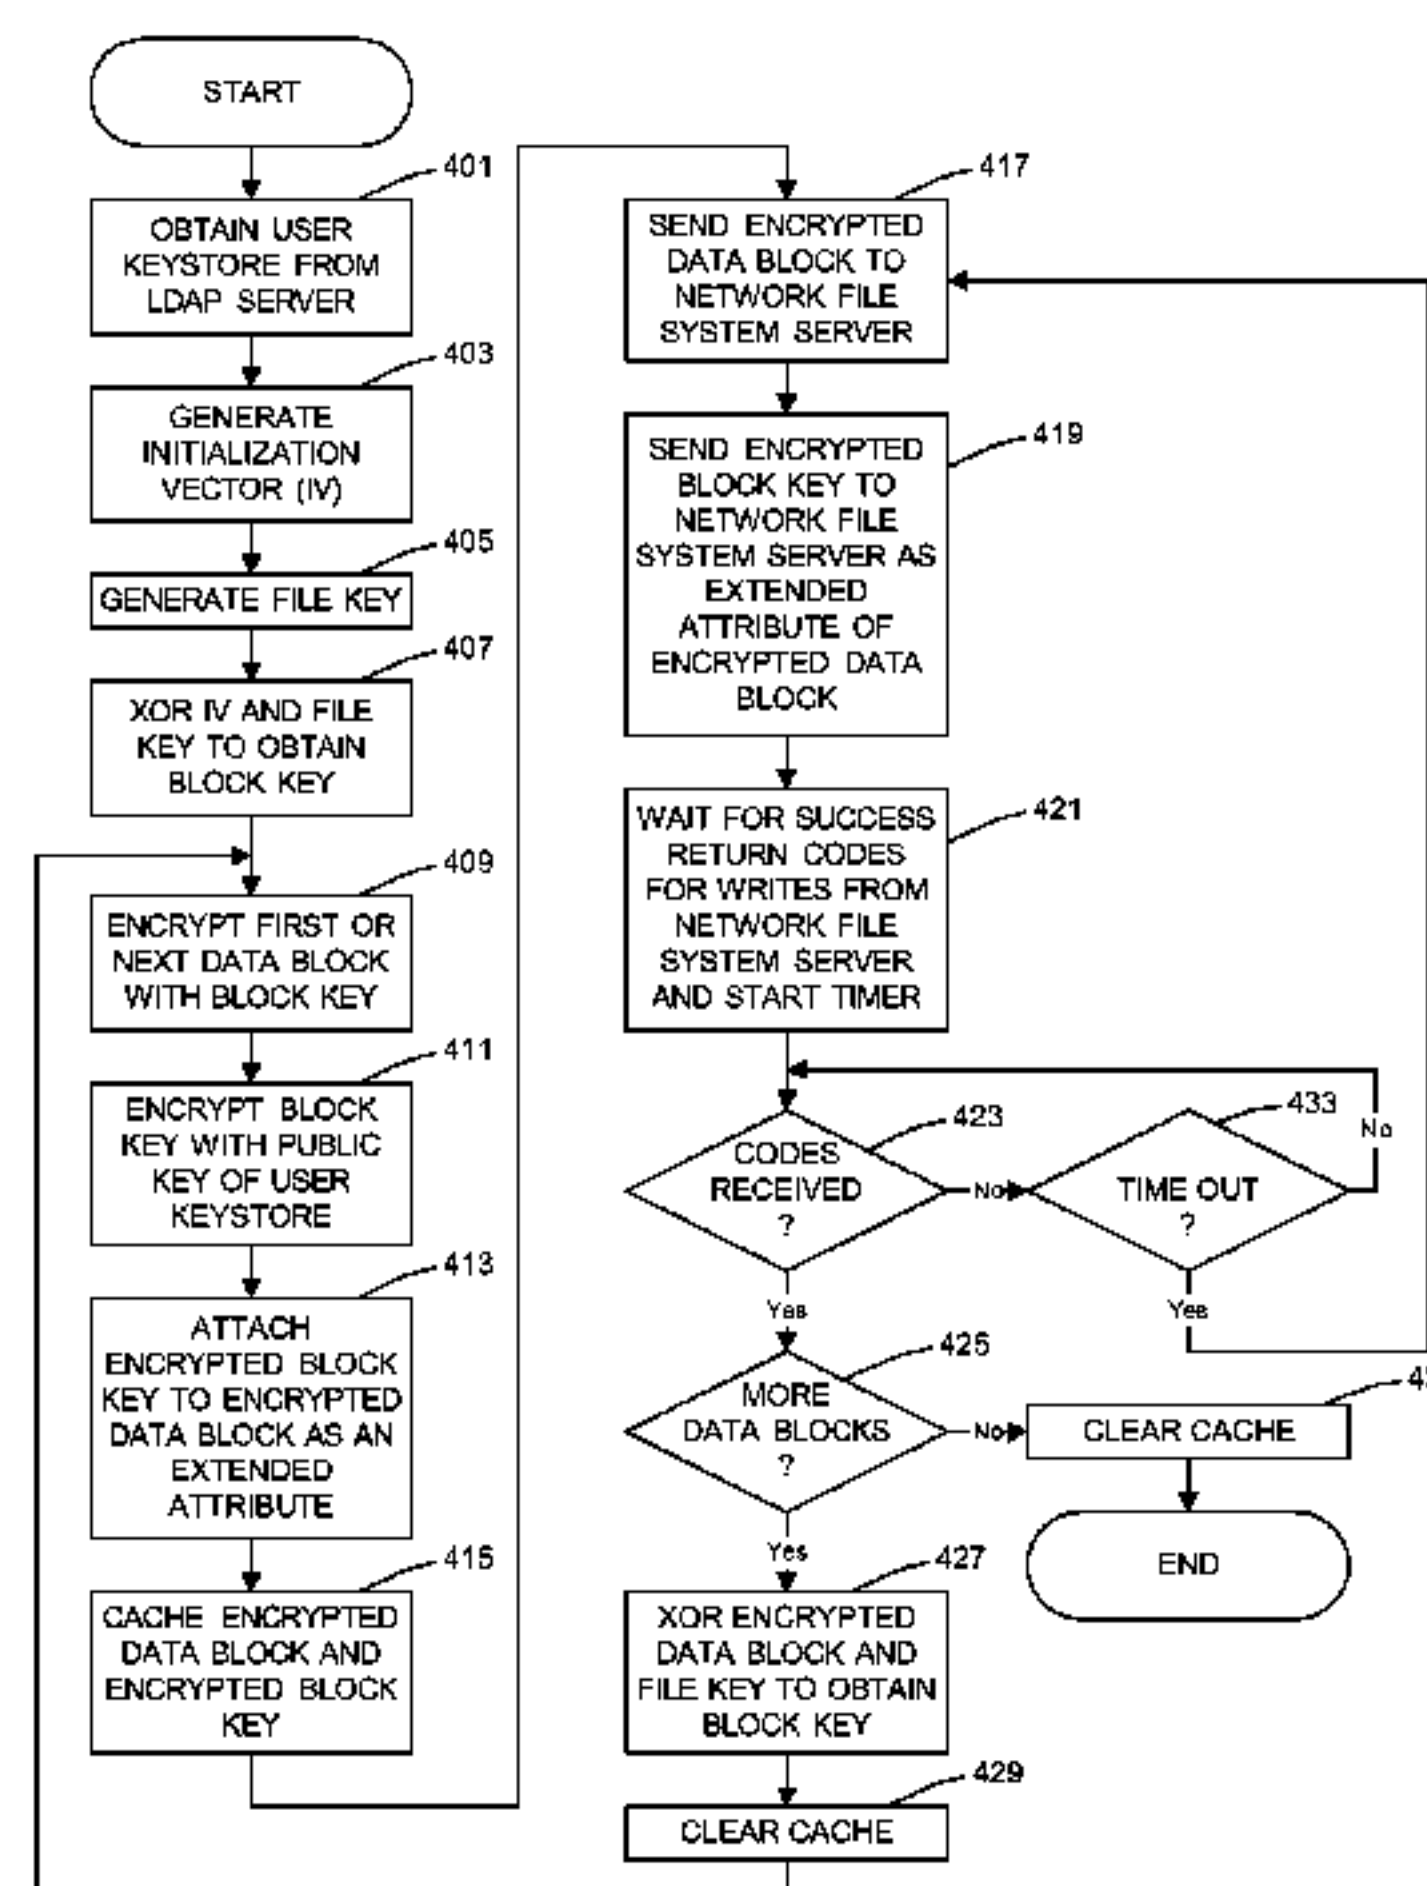 START
401
OBTAIN USER
KEYSTORE FROM
LDAP SERVER
403
GENERATE
INITIALIZATION
VECTOR (IV)
405
GENERATE FILE KEY
407
XOR IV AND FILE
KEY TO OBTAIN
BLOCK KEY
409
ENCRYPT FIRST OR
NEXT DATA BLOCK
WITH BLOCK KEY
411
ENCRYPT BLOCK
KEY WITH PUBLIC
KEY OF USER
KEYSTORE
413
ATTACH
ENCRYPTED BLOCK
KEY TO ENCRYPTED
DATA BLOCK AS AN
EXTENDED
ATTRIBUTE
415
CACHE ENCRYPTED
DATA BLOCK AND
ENCRYPTED BLOCK
KEY
417
SEND ENCRYPTED
DATA BLOCK TO
NETWORK FILE
SYSTEM SERVER
419
SEND ENCRYPTED
BLOCK KEY TO
NETWORK FILE
SYSTEM SERVER AS
EXTENDED
ATTRIBUTE OF
ENCRYPTED DATA
BLOCK
421
WAIT FOR SUCCESS
RETURN CODES
FOR WRITES FROM
NETWORK FILE
SYSTEM SERVER
AND START TIMER
423
CODES
RECEIVED
?
No
433
TIME OUT
?
No
Yes
Yes
425
MORE
DATA BLOCKS
?
No
CLEAR CACHE
END
Yes
427
XOR ENCRYPTED
DATA BLOCK AND
FILE KEY TO OBTAIN
BLOCK KEY
429
CLEAR CACHE